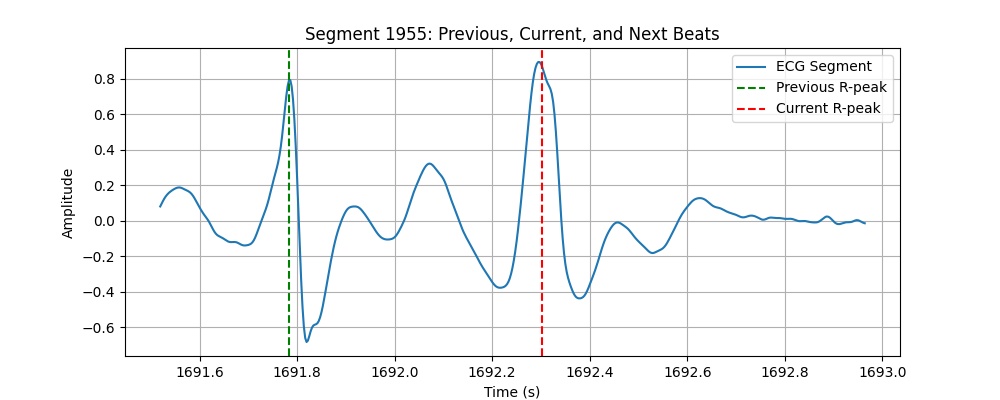 Segment 1955: Previous, Current, and Next Beats
ECG Segment
Previous R-peak
Current R-peak
Amplitude
0.8
0.6
0.4
0.2
0.0
−0.2
−0.4
−0.6
1691.6 1691.8 1692.0 1692.2 1692.4 1692.6 1692.8 1693.0
Time (s)